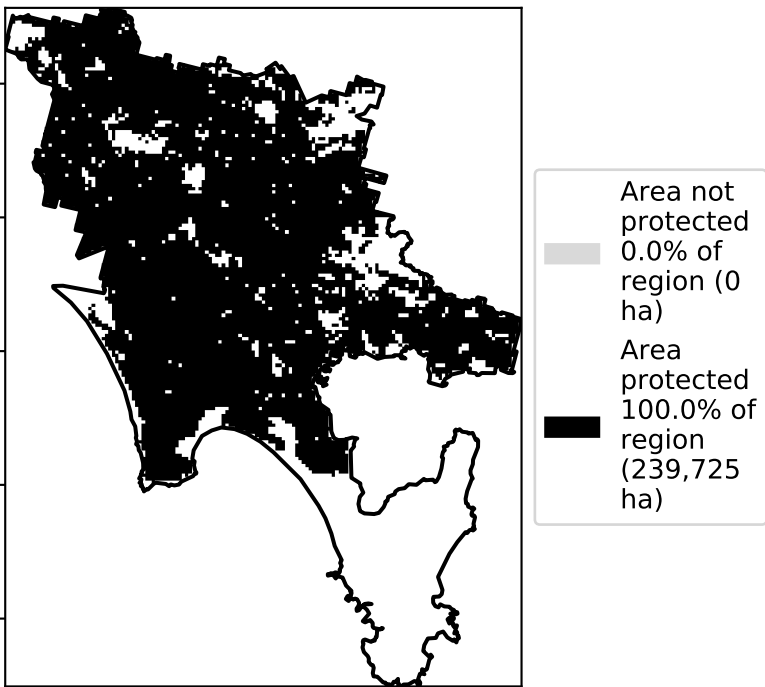 Area not
protected
0.0% of
region (0
ha)
Area
protected
100.0% of
region
(239,725
ha)